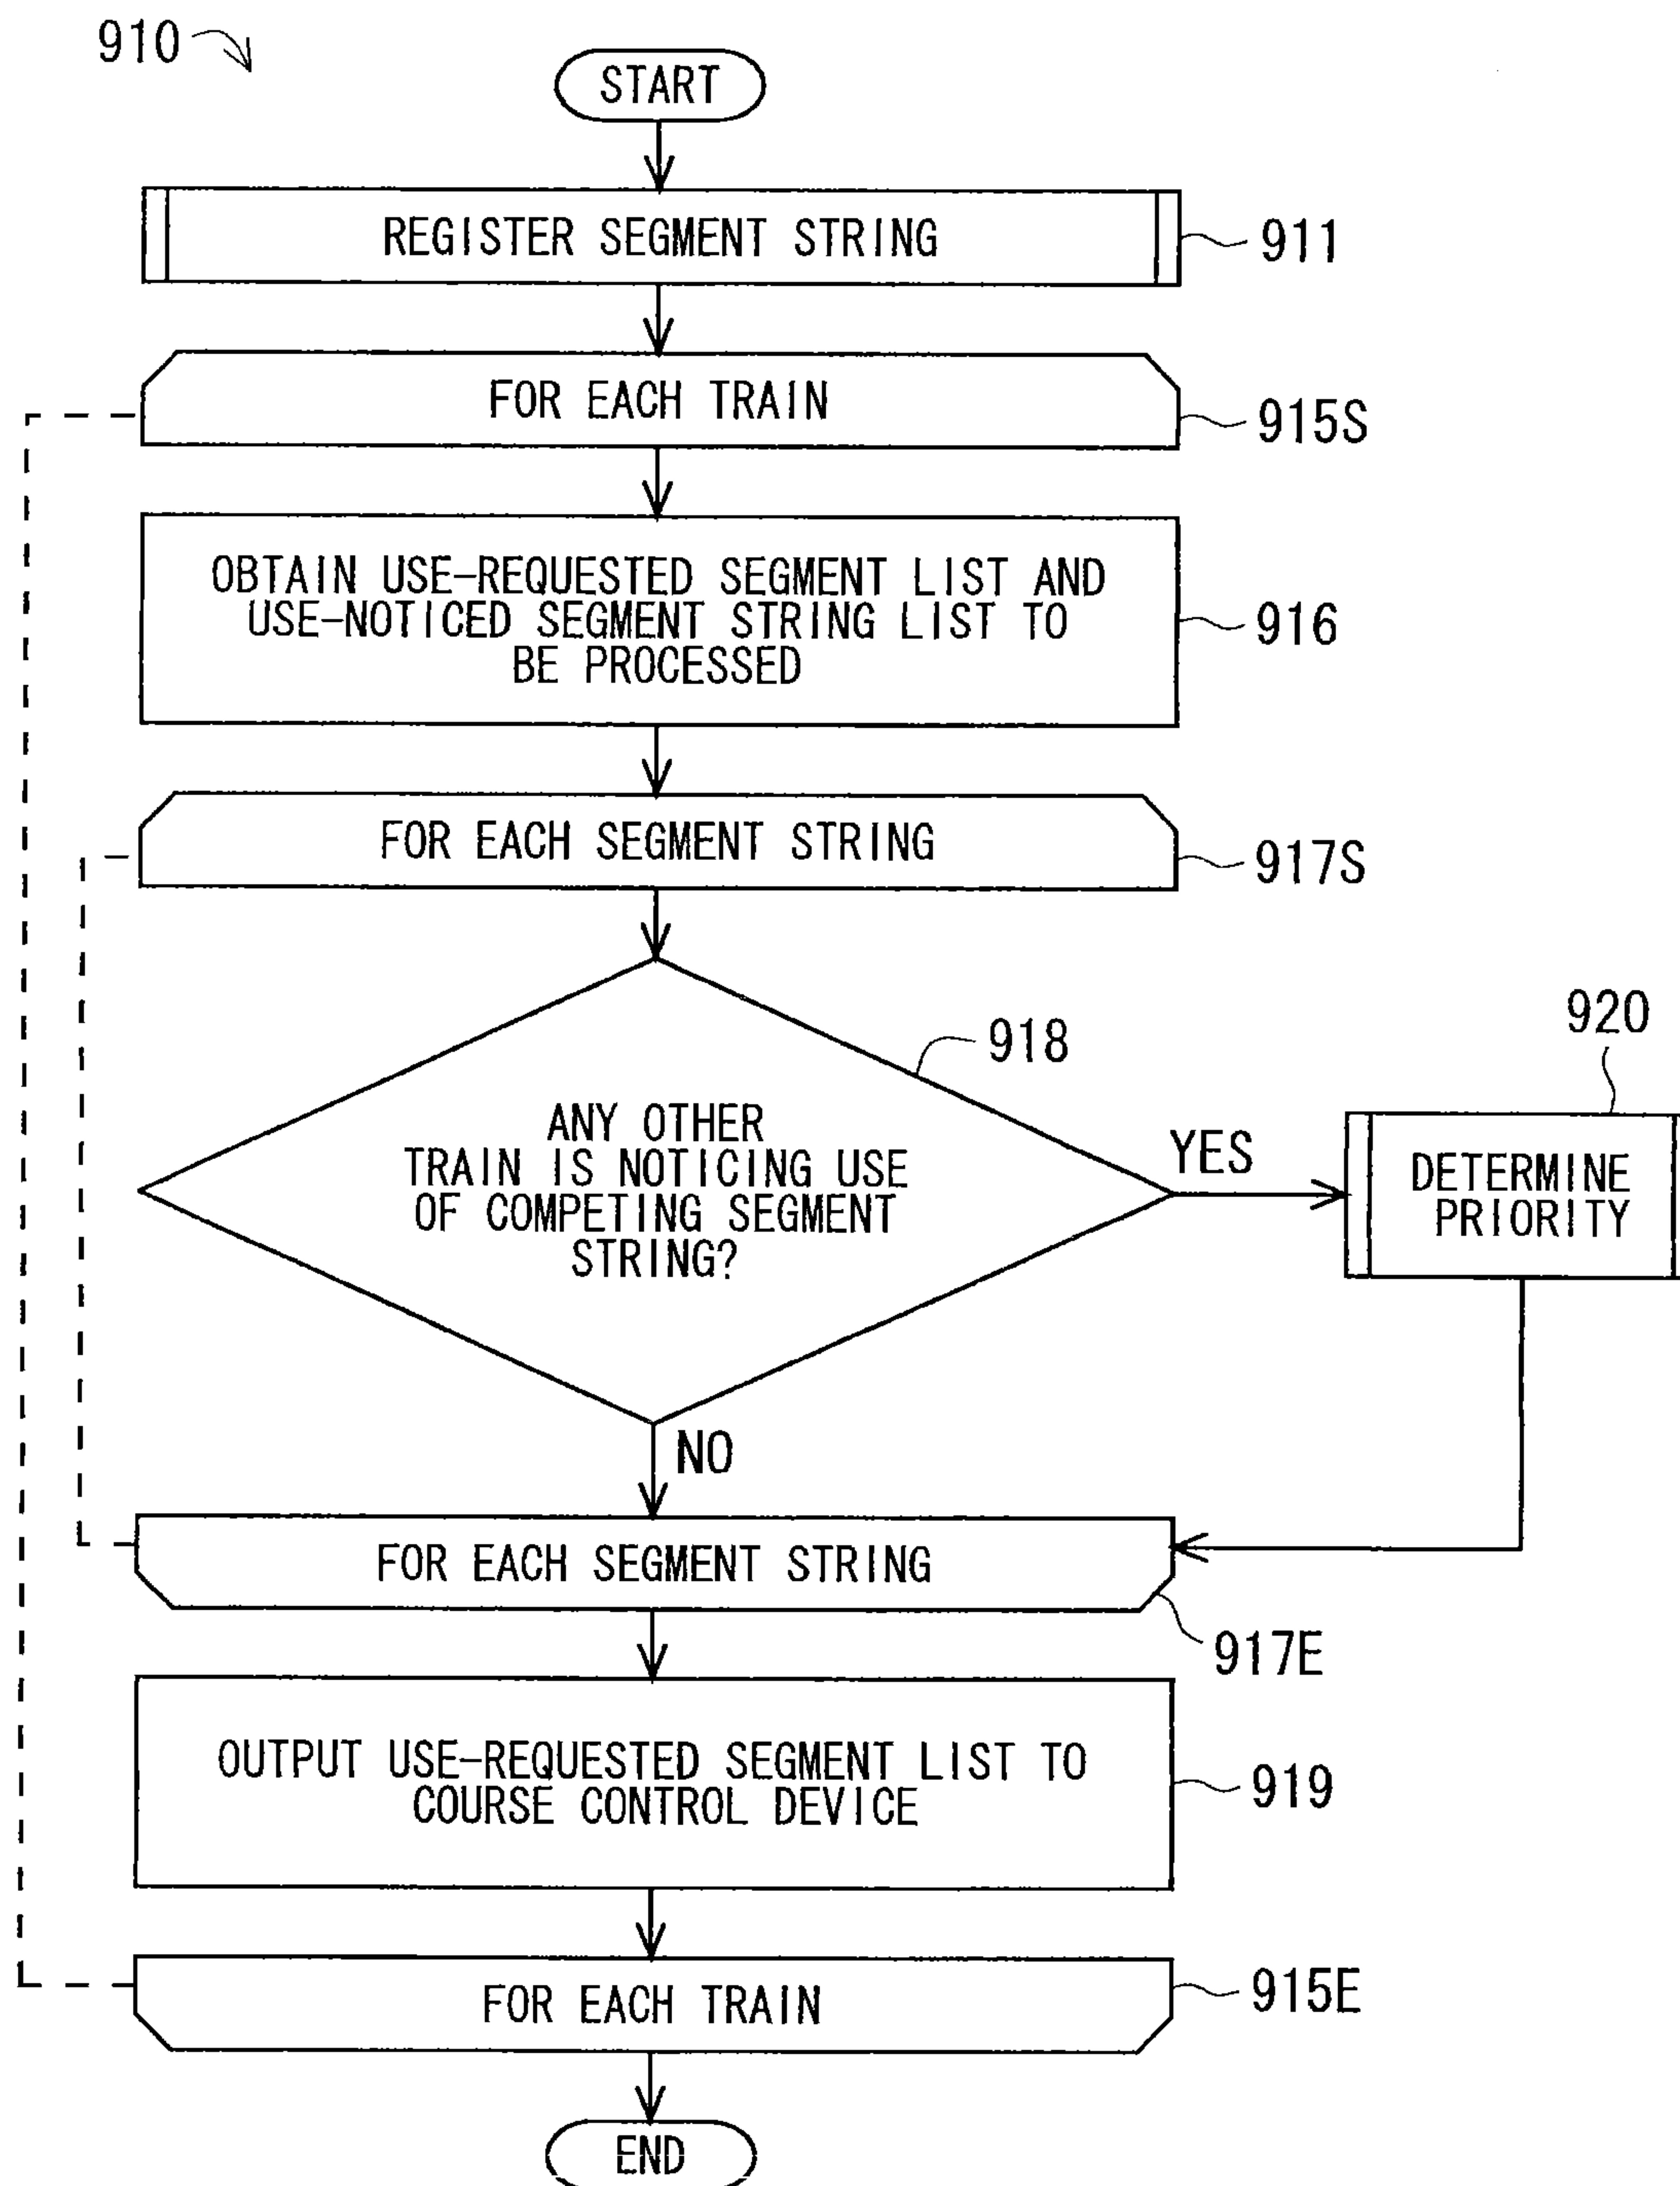 910
START
REGISTER SEGMENT STRING
911
FOR EACH TRAIN
915S
OBTAIN USE-REQUESTED SEGMENT LIST AND
USE-NOTICED SEGMENT STRING LIST TO
BE PROCESSED
916
FOR EACH SEGMENT STRING
917S
918
ANY OTHER
TRAIN IS NOTICING USE
OF COMPETING SEGMENT
STRING?
YES
920
DETERMINE
PRIORITY
NO
FOR EACH SEGMENT STRING
917E
OUTPUT USE-REQUESTED SEGMENT LIST TO
COURSE CONTROL DEVICE
919
FOR EACH TRAIN
915E
END